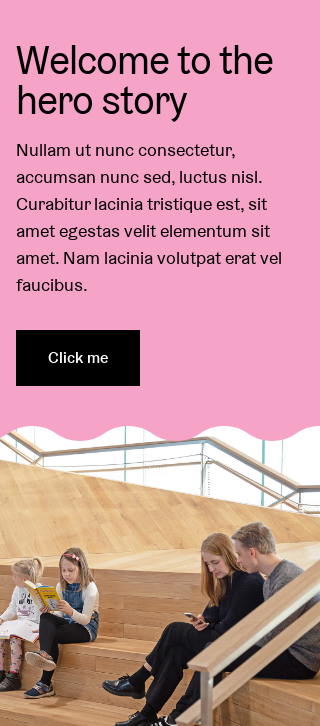 Welcome to the
hero story
Nullam ut nunc consectetur,
accumsan nunc sed, luctus nisl.
Curabitur lacinia tristique est, sit
amet egestas velit elementum sit
amet. Nam lacinia volutpat erat vel
faucibus.
Click me